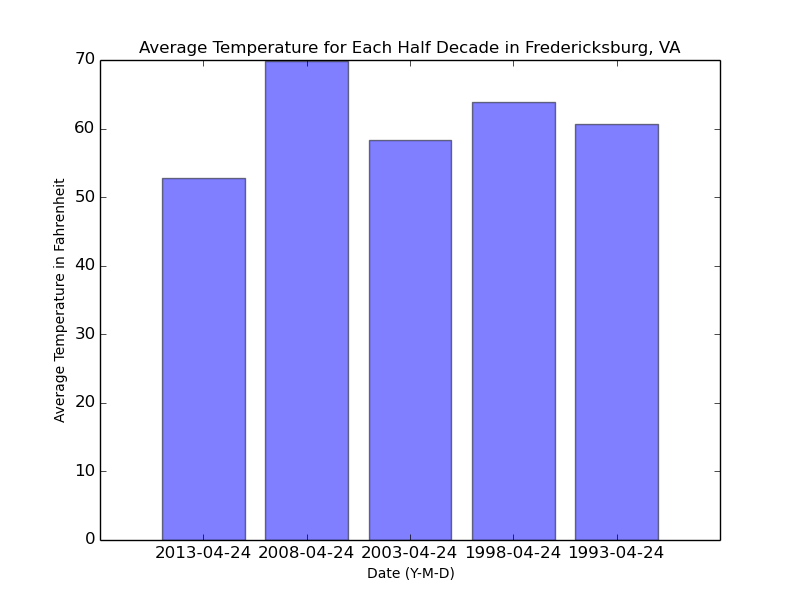 Average Temperature for Each Half Decade in Fredericksburg, VA
70
60
50
40
30
20
10
0
Average Temperature in Fahrenheit
2013-04-24 2008-04-24 2003-04-24 1998-04-24 1993-04-24
Date (Y-M-D)